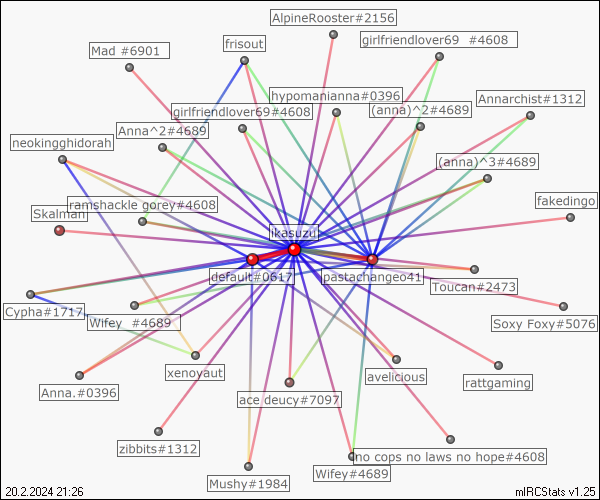 AlpineRooster#2156
girlfriendlover69 #4608
frisout
Mad #6901
hypomanianna#0396
Annarchist#1312
girlfriendlover69#4608
(anna)^2#4689
Anna^2#4689
neokingghidorah
(anna)^3#4689
ramshackle gorey#4608
fakedingo
Skalman
ikasuzu
default#0617
pastachangeo41
Toucan#2473
Cypha#1717
Wifey #4689
Soxy Foxy#5076
xenoyaut
avelicious
rattgaming
Anna.#0396
ace deucy#7097
zibbits#1312
no cops no laws no hope#4608
Wifey#4689
Mushy#1984
20.2.2024 21:26
mIRCStats v1.25